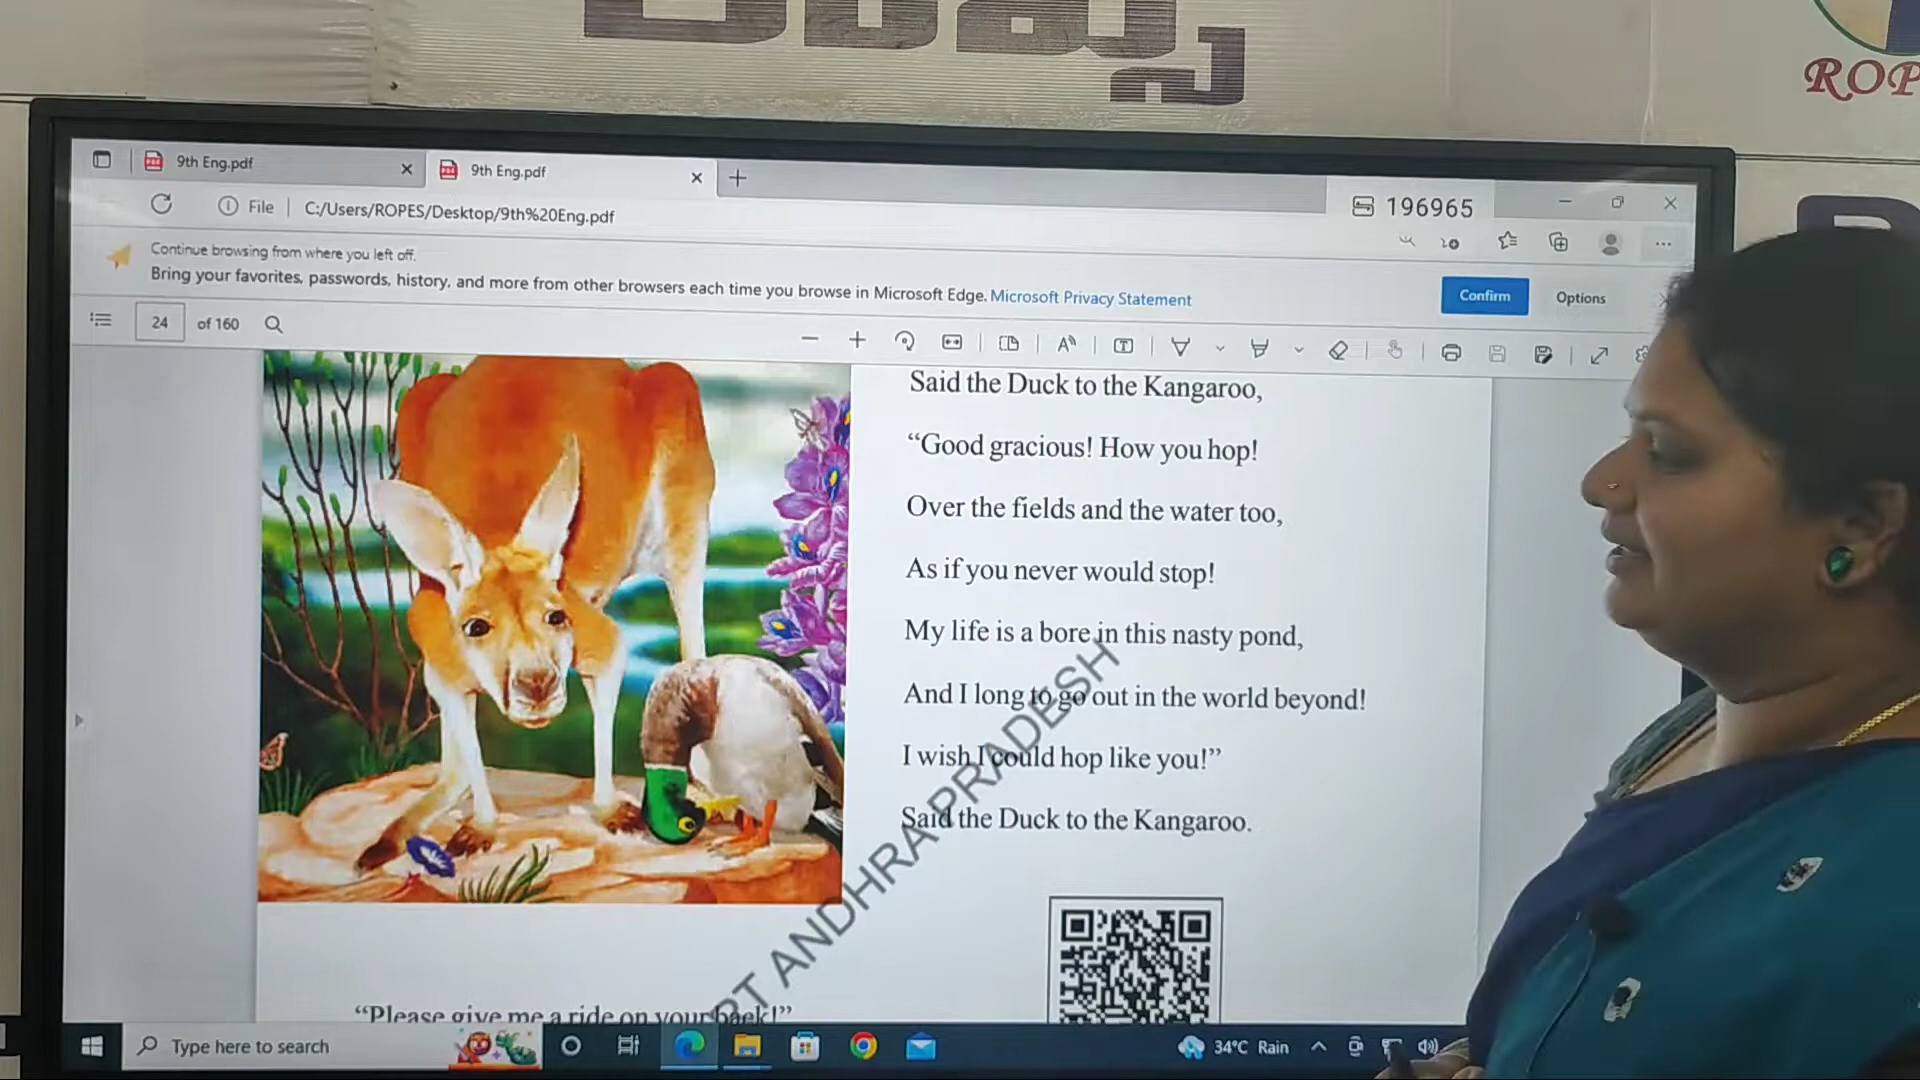 ROP
9th Eng.pdf
9th Eng.pdf
File
C:/Users/ROPES/Desktop/9th%20Eng.pdf
196965
Continue browsing from where you left off.
Bring your favorites, passwords, history, and more from other browsers each time you browse in Microsoft Edge. Microsoft Privacy Statement
Confirm
Options
24 of 160
Said the Duck to the Kangaroo,
“Good gracious! How you hop!
Over the fields and the water too,
As if you never would stop!
My life is a bore in this nasty pond,
And I long to go out in the world beyond!
I wish I could hop like you!”
Said the Duck to the Kangaroo.
RT ANDHRA PRADESH
“Please give me a ride on your back!”
Type here to search
34°C Rain